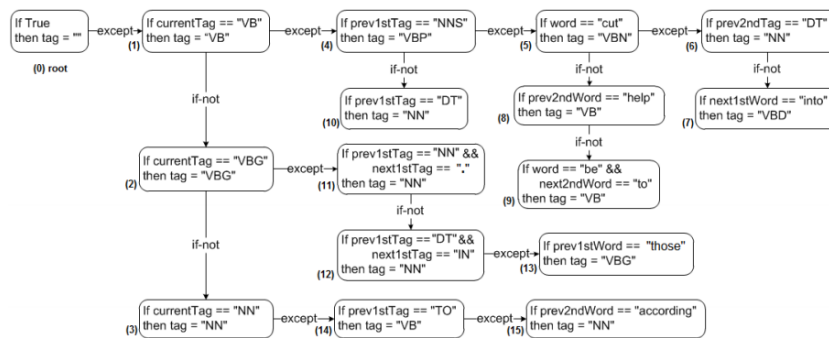 If True
then tag = ""
(0) root
except
If currentTag == "VB"
then tag = "VB"
(1)
except
If prev1stTag == "NNS"
then tag = "VBP"
(4)
except
If word == "cut"
then tag = "VBN"
(5)
except
If prev2ndTag == "DT"
then tag = "NN"
(6)
if-not
if-not
if-not
if-not
If prev1stTag == "DT"
then tag = "NN"
(10)
If prev2ndWord == "help"
then tag = "VB"
(8)
If next1stWord == "into"
then tag = "VBD"
(7)
if-not
If currentTag == "VBG"
then tag = "VBG"
(2)
except
If prev1stTag == "NN" &&
next1stTag == "."
then tag = "NN"
(11)
If word == "be" &&
next2ndWord == "to"
then tag = "VB"
(9)
if-not
if-not
If prev1stTag =="DT"&&
next1stTag == "IN"
then tag = "NN"
(12)
except
If prev1stWord == "those"
then tag = "VBG"
(13)
If currentTag == "NN"
then tag = "NN"
(3)
except
If prev1stTag == "TO"
then tag = "VB"
(14)
except
If prev2ndWord == "according"
then tag = "NN"
(15)